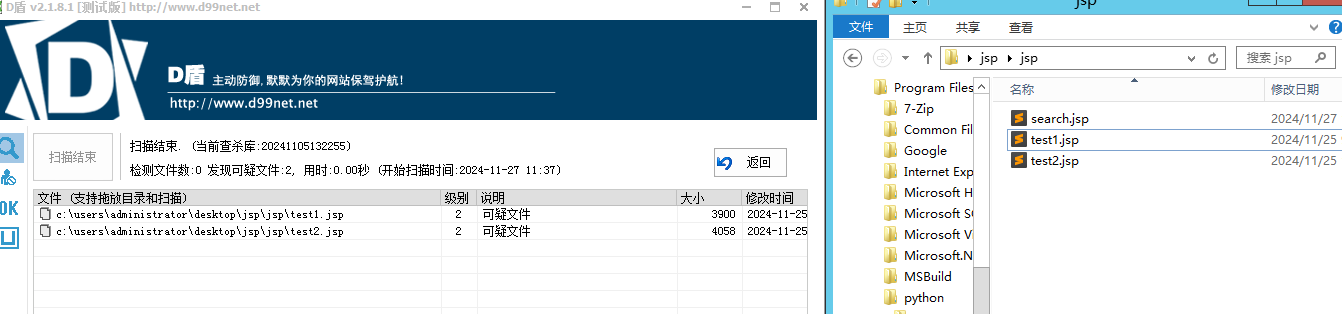 D盾 v2.1.8.1 [测试版] http://www.d99net.net
D盾 主动防御,默默为你的网站保驾护航!
http://www.d99net.net
扫描结束
扫描结束. (当前查杀库:20241105132255)
检测文件数:0 发现可疑文件:2, 用时:0.00秒 (开始扫描时间:2024-11-27 11:37)
返回
文件 (支持拖放目录和扫描) 级别 说明 大小 修改时间
c:\users\administrator\desktop\jsp\jsp\test1.jsp 2 可疑文件 3900 2024-11-25
c:\users\administrator\desktop\jsp\jsp\test2.jsp 2 可疑文件 4058 2024-11-25
OK
jsp
文件 主页 共享 查看
jsp jsp
搜索 jsp
Program Files
7-Zip
Common Fil
Google
Internet Exp
Microsoft H
Microsoft SC
Microsoft V
Microsoft.N
MSBuild
python
名称 修改日期
search.jsp 2024/11/27
test1.jsp 2024/11/25
test2.jsp 2024/11/25